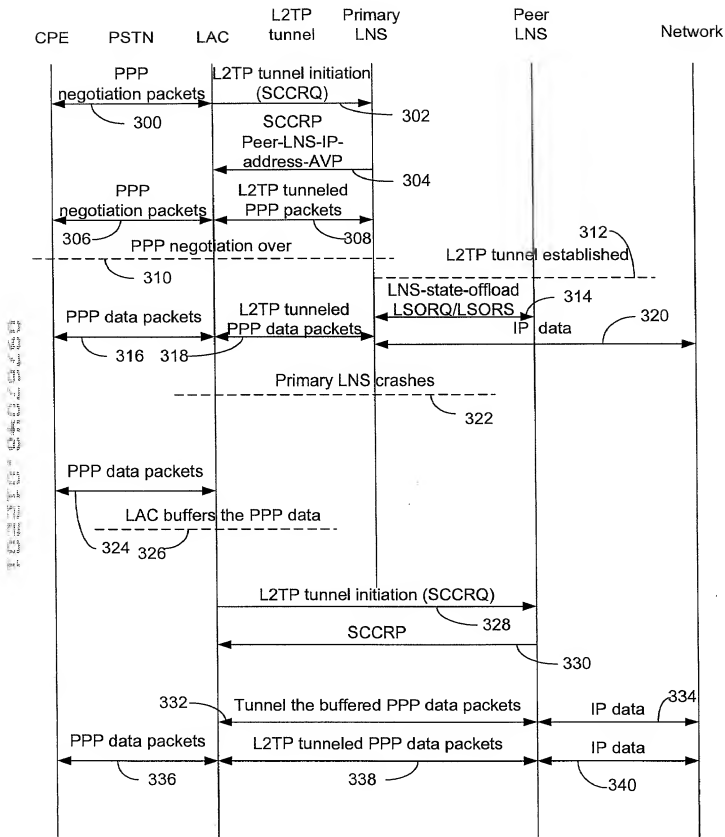 CPE
PSTN
LAC
L2TP
tunnel
Primary
LNS
Peer
LNS
Network
PPP
negotiation packets
300
L2TP tunnel initiation
(SCCRQ)
302
SCCRP
Peer-LNS-IP-
address-AVP
304
PPP
negotiation packets
306
L2TP tunneled
PPP packets
308
PPP negotiation over
310
312
L2TP tunnel established
LNS-state-offload
LSORQ/LSORS
314
PPP data packets
316
L2TP tunneled
PPP data packets
318
IP data
320
Primary LNS crashes
322
PPP data packets
324
LAC buffers the PPP data
326
L2TP tunnel initiation (SCCRQ)
328
SCCRP
330
332
Tunnel the buffered PPP data packets
IP data
334
PPP data packets
336
L2TP tunneled PPP data packets
338
IP data
340